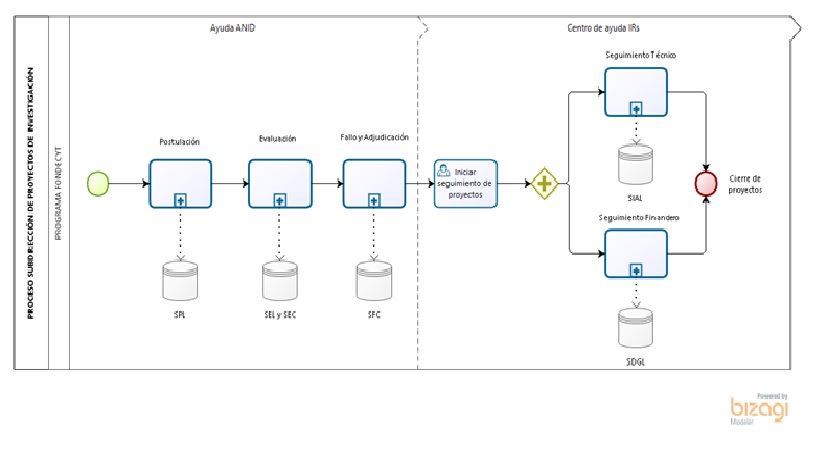 Ayuda ANID
Centro de ayuda IIRs
PROCESO SUBDIRECCIÓN DE PROYECTOS DE INVESTIGACIÓN
PROGRAMA FONDECYT
Postulación
Evaluación
Fallo y Adjudicación
Iniciar
seguimiento de
proyectos
Seguimiento Técnico
SIAL
Seguimiento Financiero
SIDGL
Cierre de
proyectos
SPL
SEL y SEC
SFC
Powered by
bizagi
Modeler